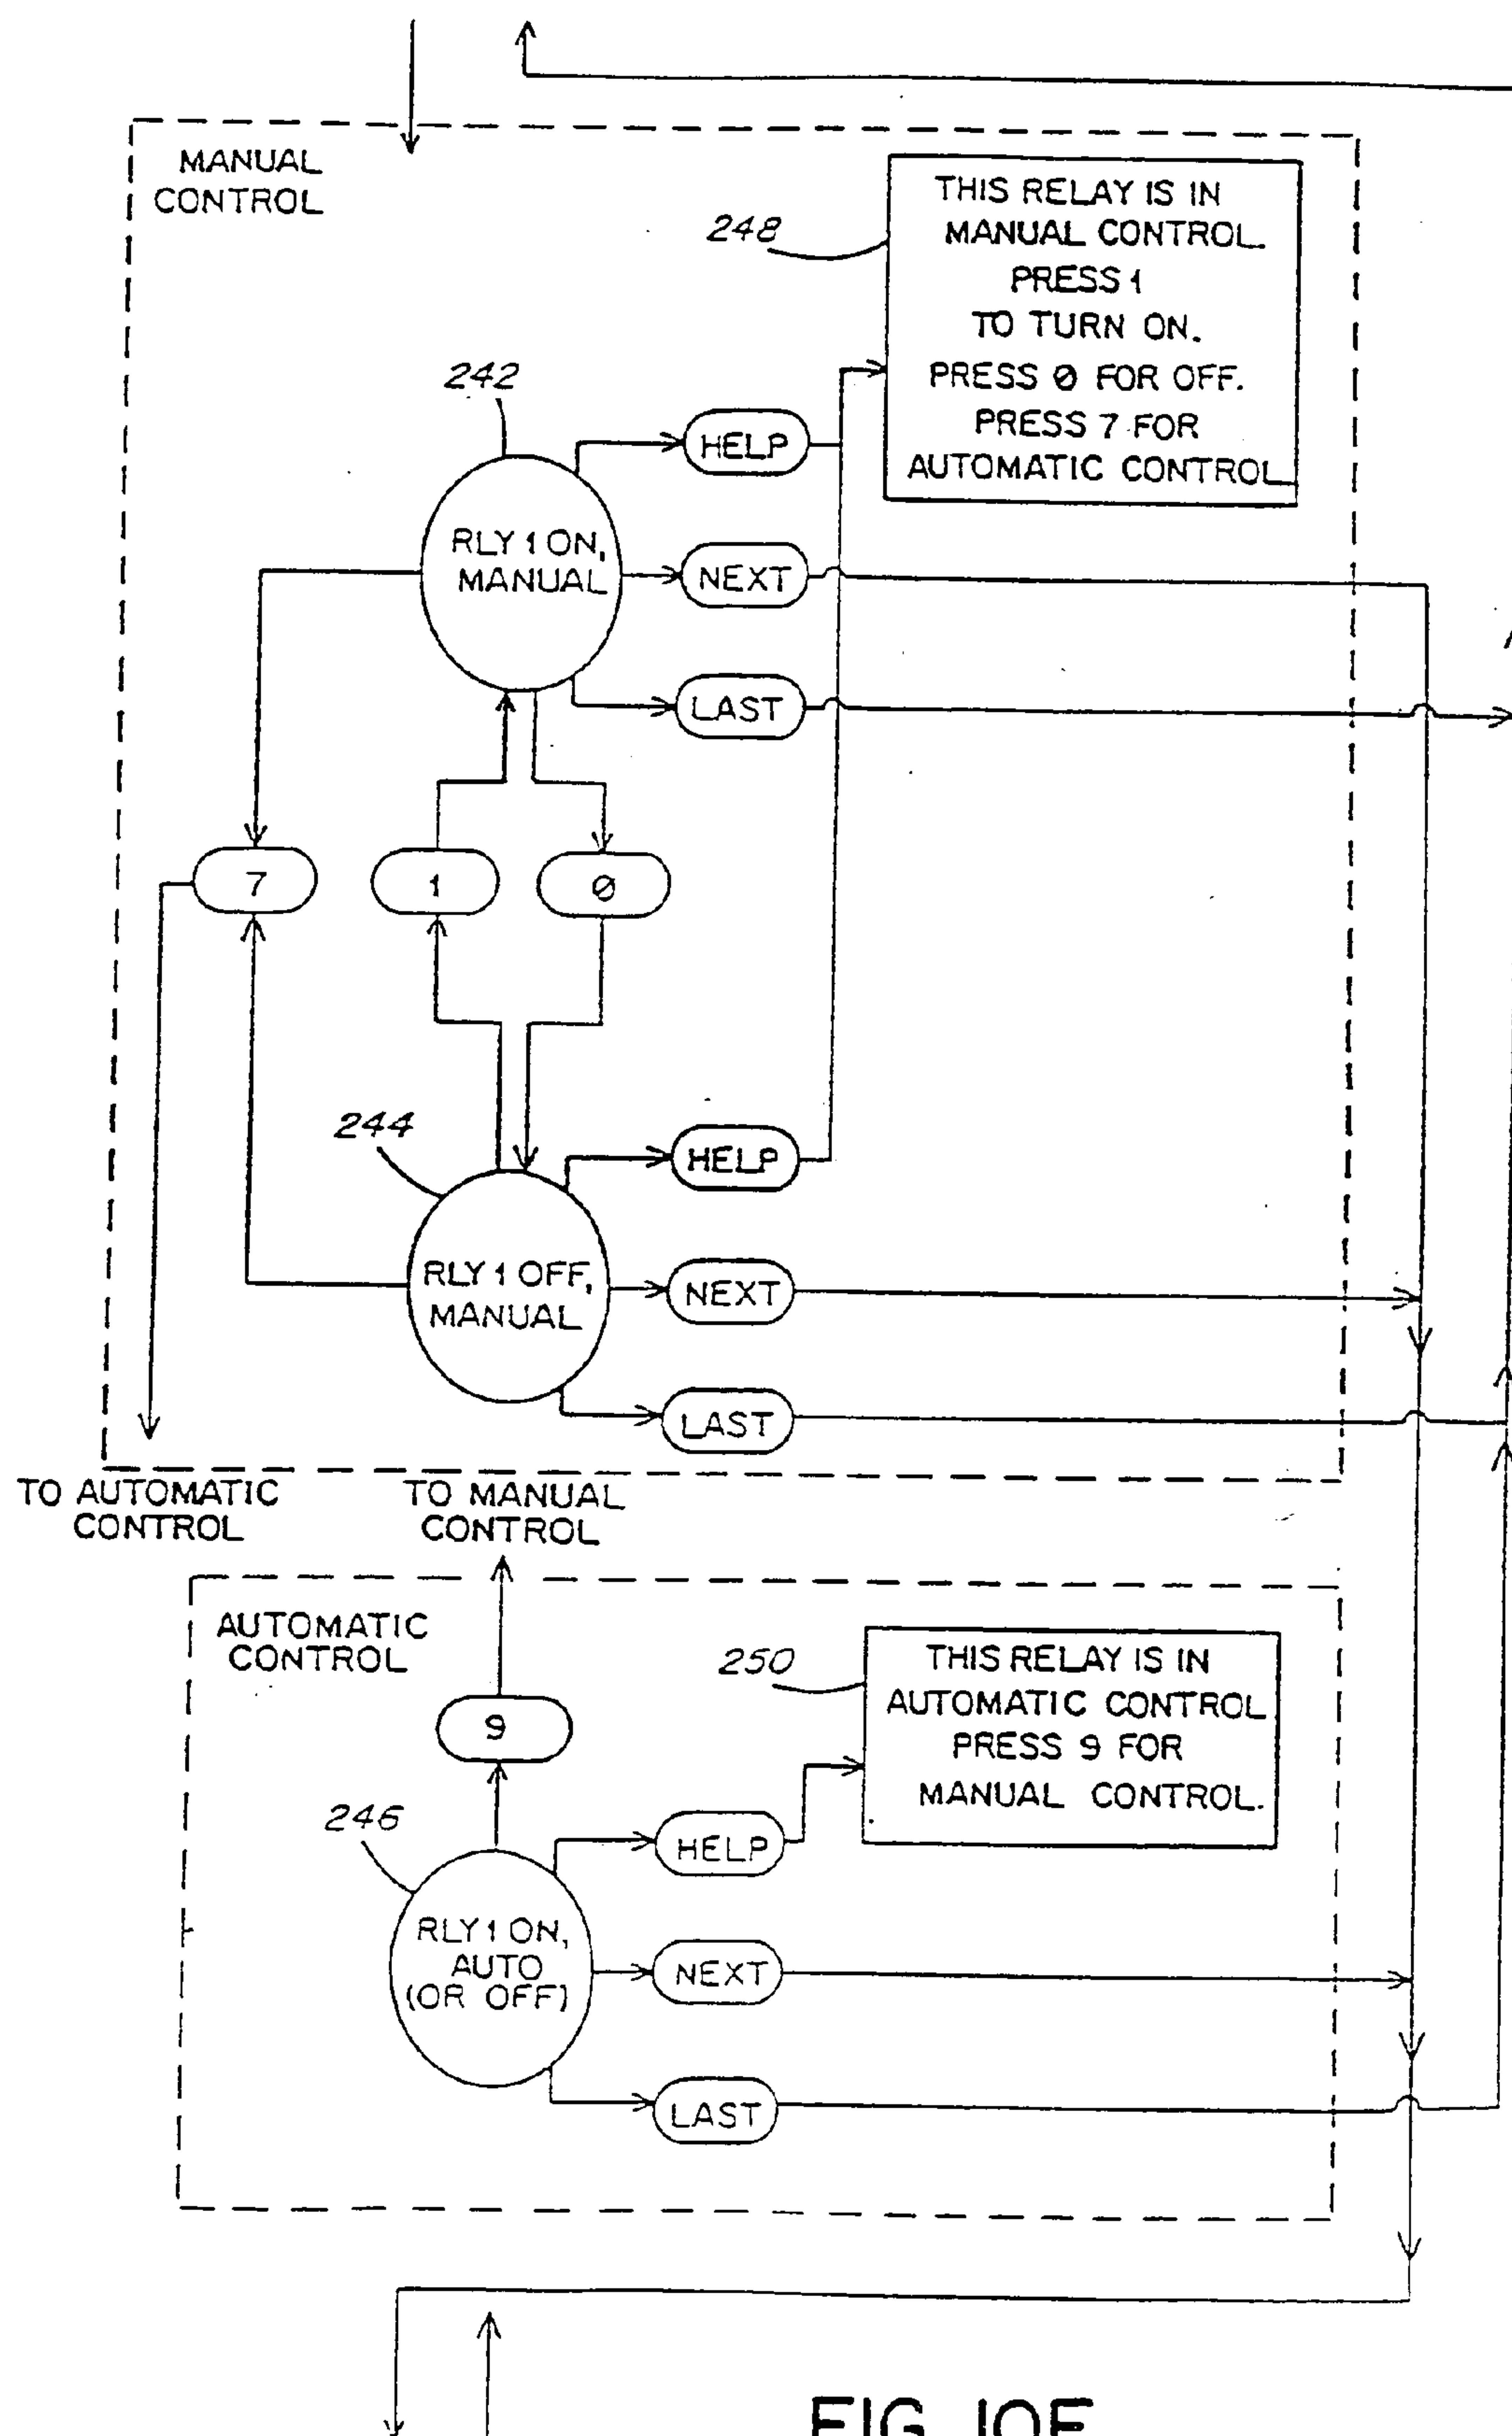 MANUAL
CONTROL
248
THIS RELAY IS IN
MANUAL CONTROL.
PRESS 1
TO TURN ON.
PRESS 0 FOR OFF.
PRESS 7 FOR
AUTOMATIC CONTROL
242
HELP
RLY 1 ON,
MANUAL
NEXT
LAST
7
1
0
244
HELP
RLY 1 OFF,
MANUAL
NEXT
LAST
TO AUTOMATIC
CONTROL
TO MANUAL
CONTROL
AUTOMATIC
CONTROL
250
THIS RELAY IS IN
AUTOMATIC CONTROL
PRESS 9 FOR
MANUAL CONTROL.
9
246
HELP
RLY 1 ON,
AUTO
(OR OFF)
NEXT
LAST